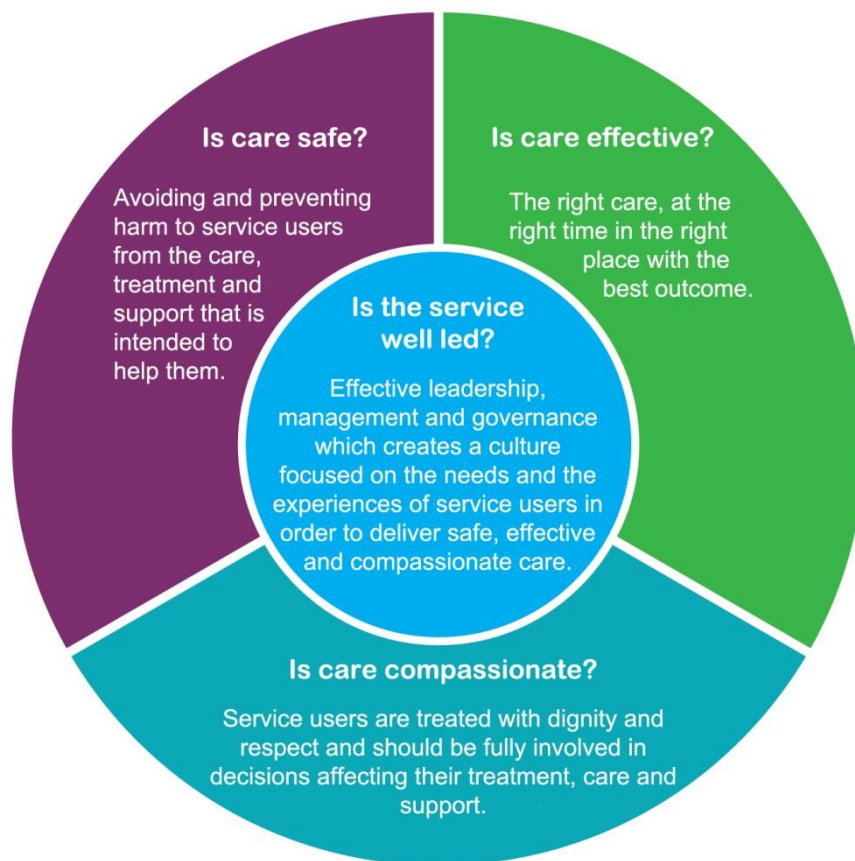 Is care safe?
Avoiding and preventing
harm to service users
from the care,
treatment and
support that is
intended to
help them.
Is care effective?
The right care, at the
right time in the right
place with the
best outcome.
Is the service
well led?
Effective leadership,
management and governance
which creates a culture
focused on the needs and the
experiences of service users in
order to deliver safe, effective
and compassionate care.
Is care compassionate?
Service users are treated with dignity and
respect and should be fully involved in
decisions affecting their treatment, care and
support.